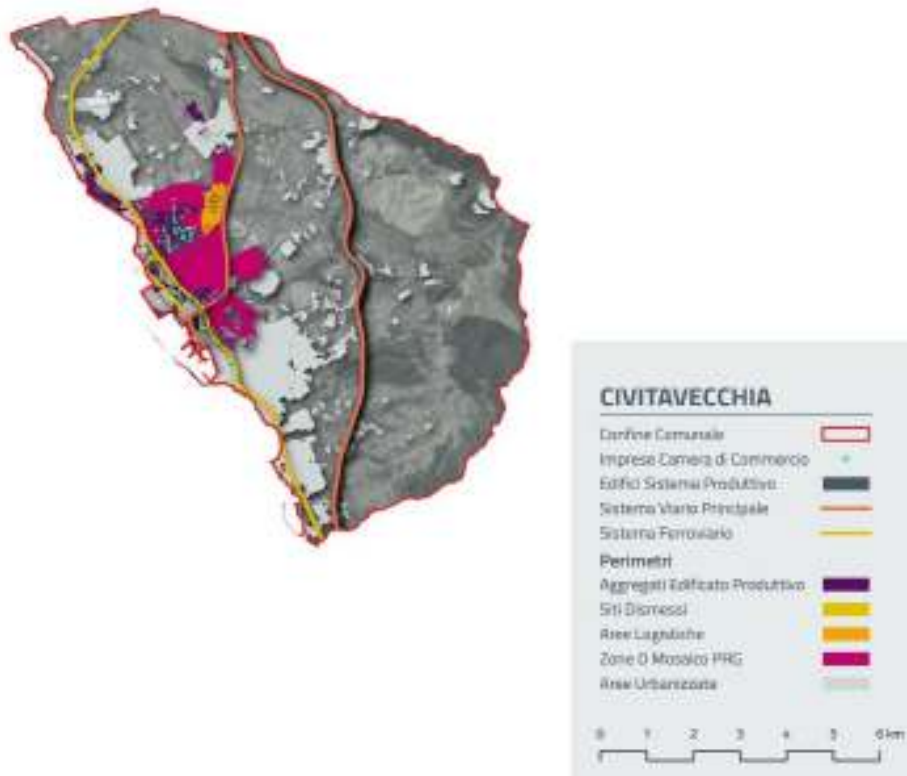 CIVITAVECCHIA
Confine Comunale
Imprese Camera di Commercio
Edifici Sistema Produttivo
Sistema Viario Principale
Sistema Ferroviario
Perimetri
Aggregati Edificato Produttivo
Siti Dismessi
Aree Logistiche
Zone D Mosaico PRG
Aree Urbanizzate
0 1 2 3 4 5 6 km